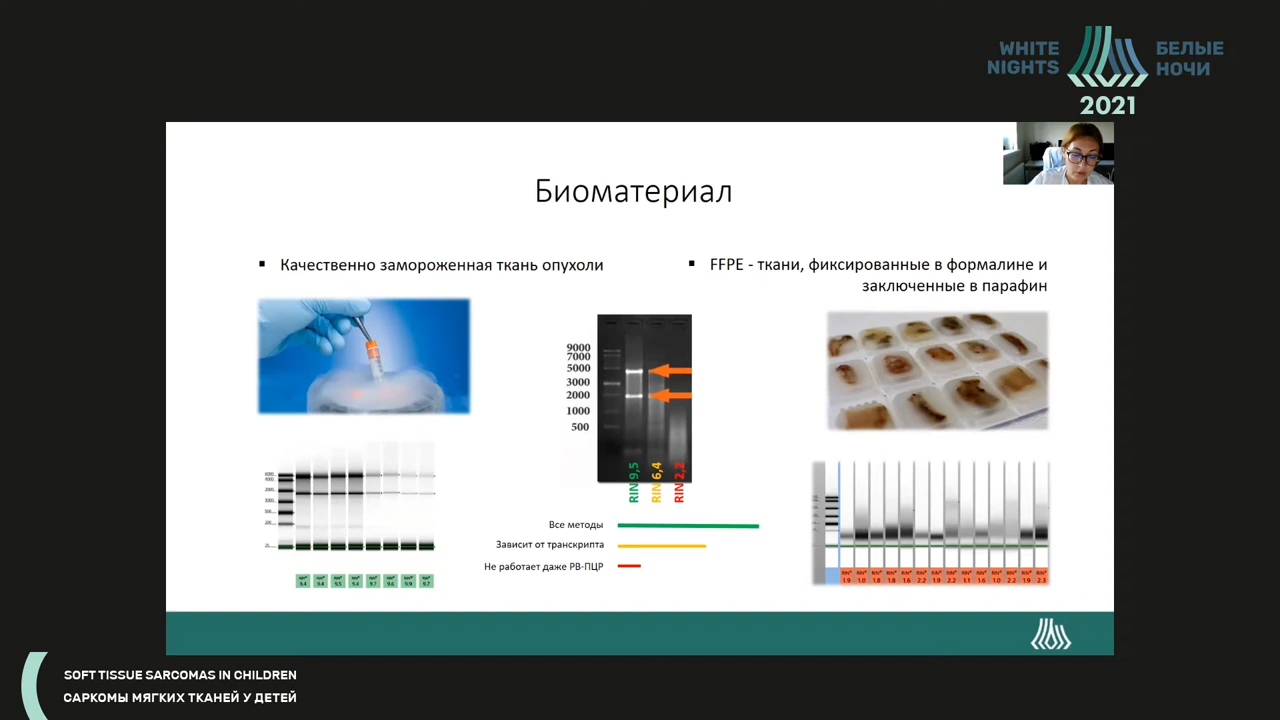 WHITE
NIGHTS
БЕЛЫЕ
НОЧИ
2021
Биоматериал
▪ Качественно замороженная ткань опухоли
▪ FFPE - ткани, фиксированные в формалине и
заключенные в парафин
9000
7000
5000
3000
2000
1000
500
RIN 9,5
RIN 6,4
RIN 2,2
Все методы
Зависит от транскрипта
Не работает даже РВ-ПЦР
SOFT TISSUE SARCOMAS IN CHILDREN
САРКОМЫ МЯГКИХ ТКАНЕЙ У ДЕТЕЙ